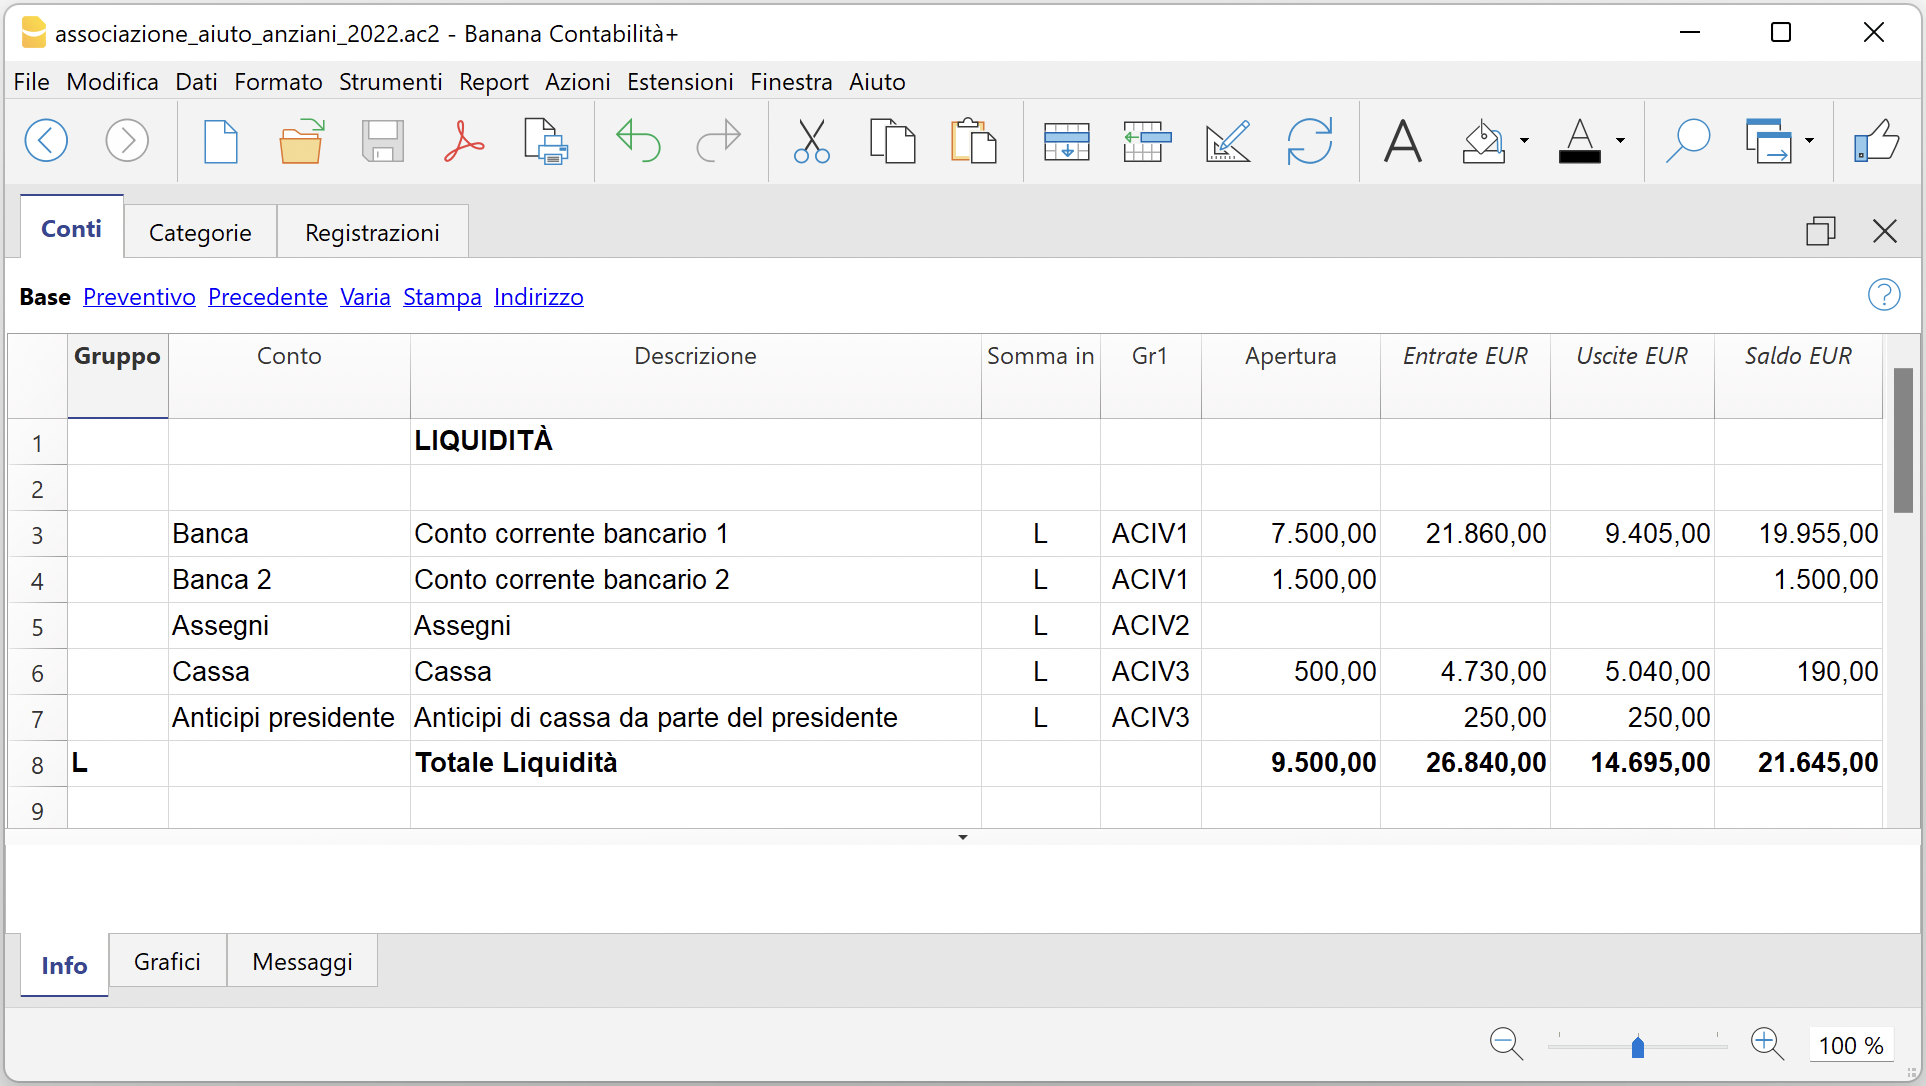 associazione_aiuto_anziani_2022.ac2 - Banana Contabilità+
File Modifica Dati Formato Strumenti Report Azioni Estensioni Finestra Aiuto
Conti Categorie Registrazioni
Base Preventivo Precedente Varia Stampa Indirizzo
Gruppo Conto Descrizione Somma in Gr1 Apertura Entrate EUR Uscite EUR Saldo EUR
1 LIQUIDITÀ
2
3 Banca Conto corrente bancario 1 L ACIV1 7.500,00 21.860,00 9.405,00 19.955,00
4 Banca 2 Conto corrente bancario 2 L ACIV1 1.500,00 1.500,00
5 Assegni Assegni L ACIV2
6 Cassa Cassa L ACIV3 500,00 4.730,00 5.040,00 190,00
7 Anticipi presidente Anticipi di cassa da parte del presidente L ACIV3 250,00 250,00
8 L Totale Liquidità 9.500,00 26.840,00 14.695,00 21.645,00
9
Info Grafici Messaggi
100 %